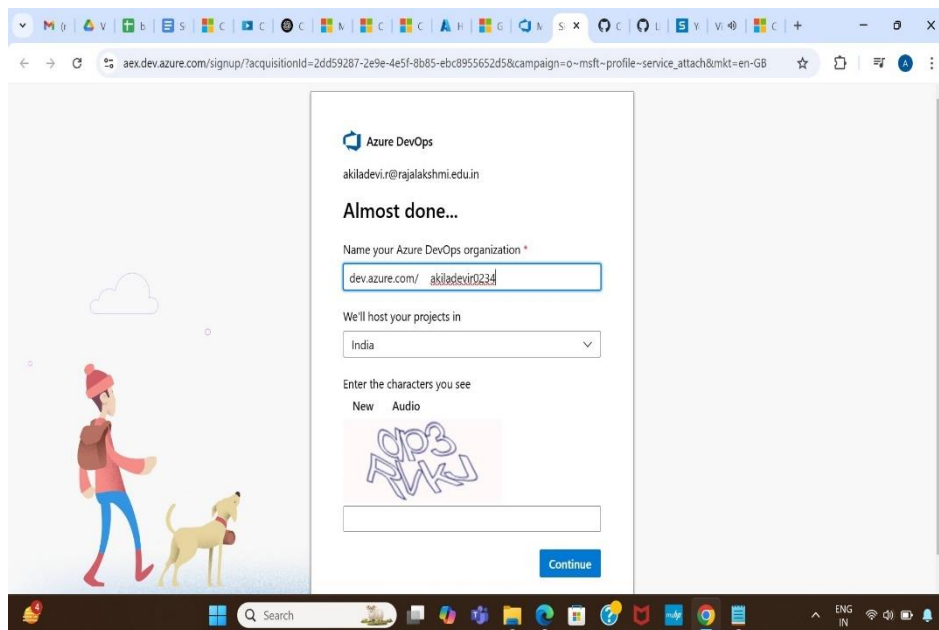 aex.dev.azure.com/signup/?acquisitionId=2dd59287-2e9e-4e5f-8b85-ebc8955652d5&campaign=o~msft~profile~service_attach&mkt=en-GB
Azure DevOps
akiladevi.r@rajalakshmi.edu.in
Almost done...
Name your Azure DevOps organization *
dev.azure.com/ akiladevir0234
We'll host your projects in
India
Enter the characters you see
New Audio
Continue
Search
ENG
IN